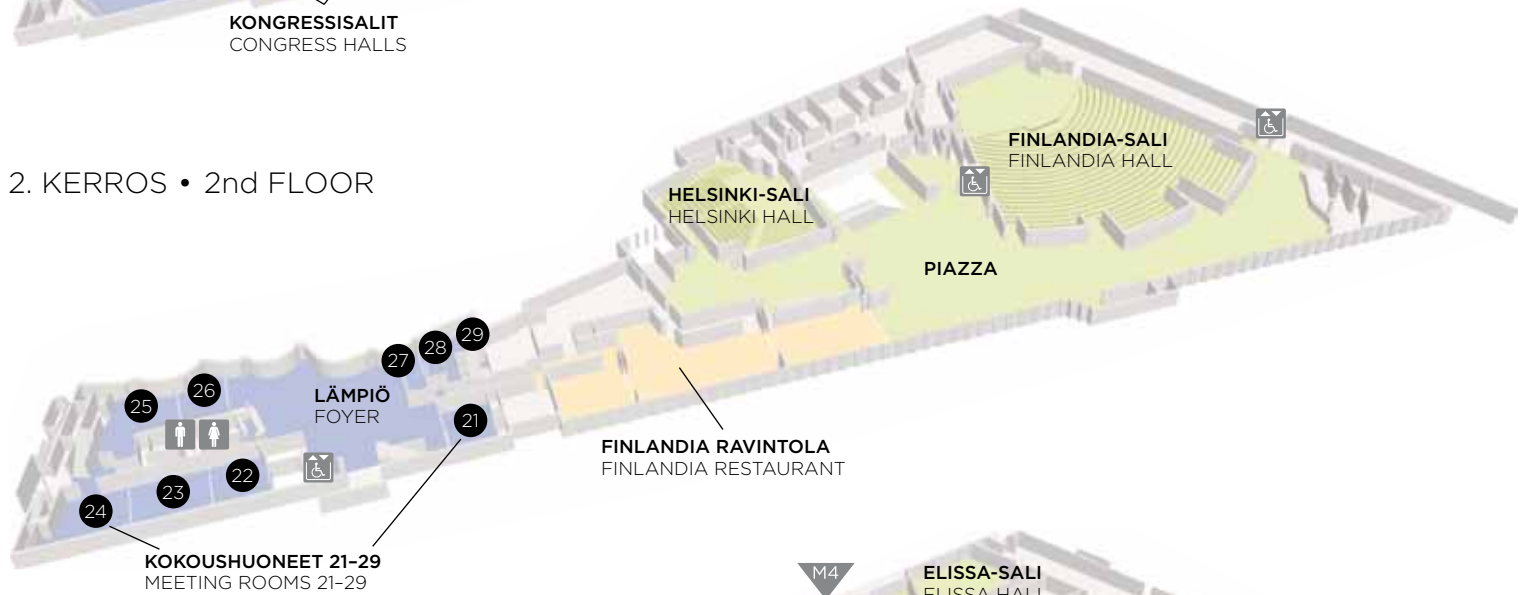 KONGRESSISALIT
CONGRESS HALLS
2. KERROS • 2nd FLOOR
FINLANDIA-SALI
FINLANDIA HALL
HELSINKI-SALI
HELSINKI HALL
PIAZZA
29
28
27
26
25
LÄMPIÖ
FOYER
21
22
23
24
FINLANDIA RAVINTOLA
FINLANDIA RESTAURANT
KOKOUSHUONEET 21–29
MEETING ROOMS 21–29
M4
ELISSA-SALI
ELISSA HALL